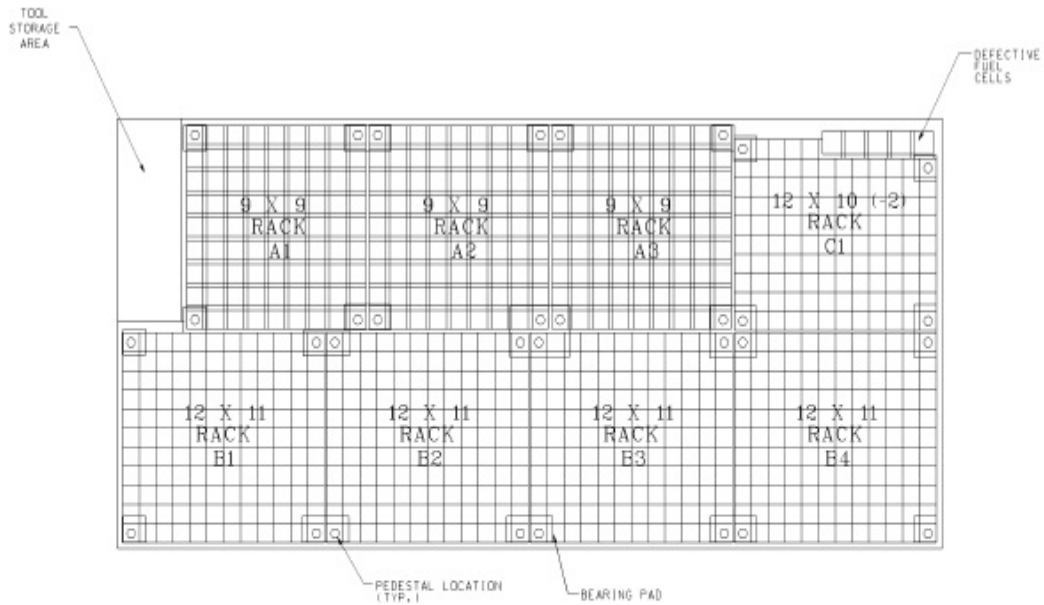 TOOL
STORAGE
AREA
DEFECTIVE
FUEL
CELLS
9 X 9
RACK
A1
9 X 9
RACK
A2
9 X 9
RACK
A3
12 X 10 (-2)
RACK
C1
12 X 11
RACK
B1
12 X 11
RACK
B2
12 X 11
RACK
B3
12 X 11
RACK
B4
PEDESTAL LOCATION
(TYP.)
BEARING PAD